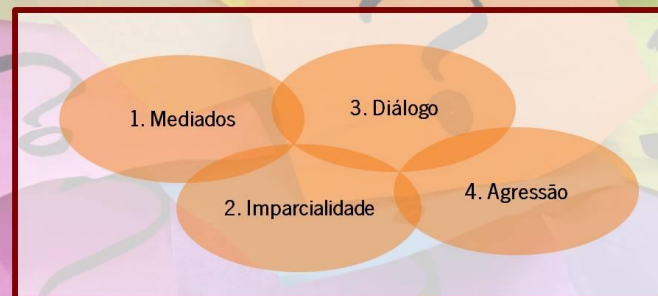 1. Mediados
2. Imparcialidade
3. Diálogo
4. Agressão